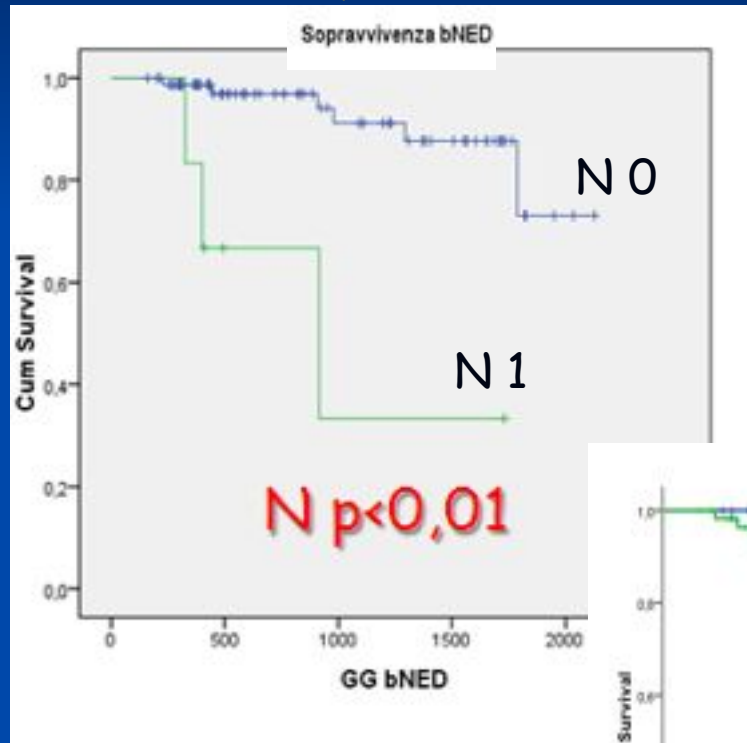 Sopravvivenza bNED
1,0
0,8
0,6
0,4
0,2
0,0
Cum Survival
N 0
N 1
N p<0,01
0
500
1000
1500
2000
GG bNED
1,0
0,8
0,6
Survival